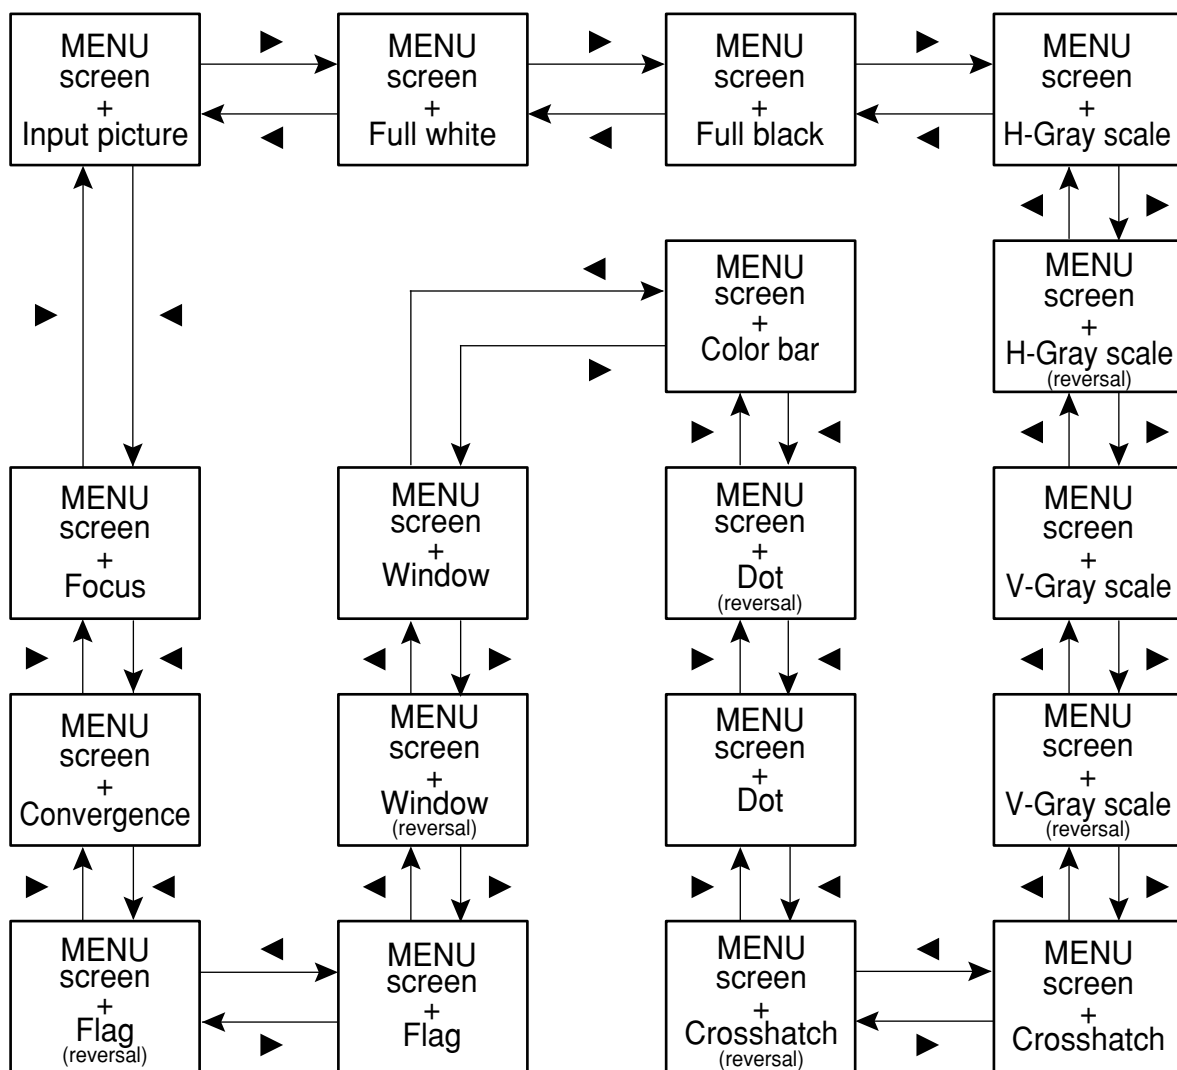 MENU
screen
+
Input picture
MENU
screen
+
Full white
MENU
screen
+
Full black
MENU
screen
+
H-Gray scale
MENU
screen
+
Color bar
MENU
screen
+
H-Gray scale
(reversal)
MENU
screen
+
Focus
MENU
screen
+
Window
MENU
screen
+
Dot
(reversal)
MENU
screen
+
V-Gray scale
MENU
screen
+
Convergence
MENU
screen
+
Window
(reversal)
MENU
screen
+
Dot
MENU
screen
+
V-Gray scale
(reversal)
MENU
screen
+
Flag
(reversal)
MENU
screen
+
Flag
MENU
screen
+
Crosshatch
(reversal)
MENU
screen
+
Crosshatch